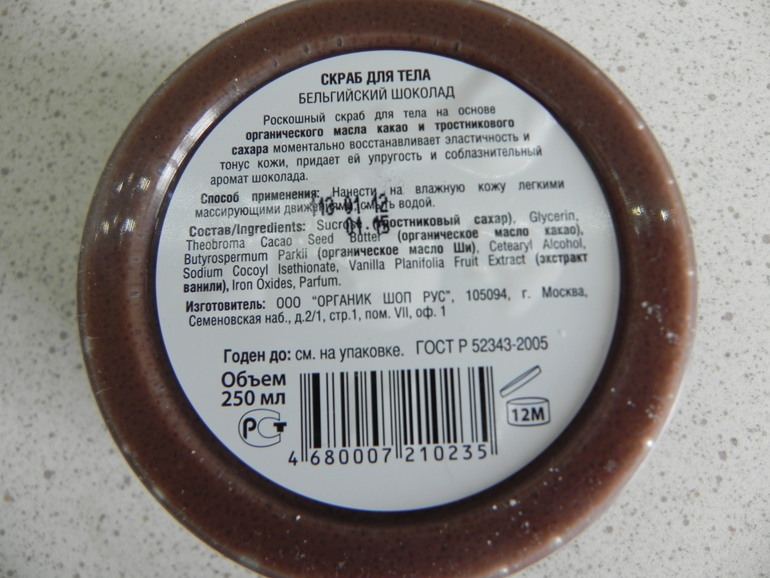 СКРАБ ДЛЯ ТЕЛА
БЕЛЬГИЙСКИЙ ШОКОЛАД
Роскошный скраб для тела на основе
органического масла какао и тростникового
сахара моментально восстанавливает эластичность и
тонус кожи, придает ей упругость и соблазнительный
аромат шоколада.
Способ применения: Нанести на влажную кожу легкими
массирующими водой.
01.15
Состав/Ingredients: сахар), Glycerin,
Theobroma Cacao Seed Butter (органическое масло какао),
Butyrospermum Parkii (органическое масло Ши), Cetearyl Alcohol,
Sodium Cocoyl Isethionate, Vanilla Planifolia Fruit Extract (экстракт
ванили), Iron Oxides, Parfum.
Изготовитель: ООО "ОРГАНИК ШОП РУС", 105094, г. Москва,
Семеновская наб., д.2/1, стр.1, пом. VII, оф. 1
Годен до: см. на упаковке. ГОСТ Р 52343-2005
Объем
250 мл
РСТ
12M
4 680007 210235